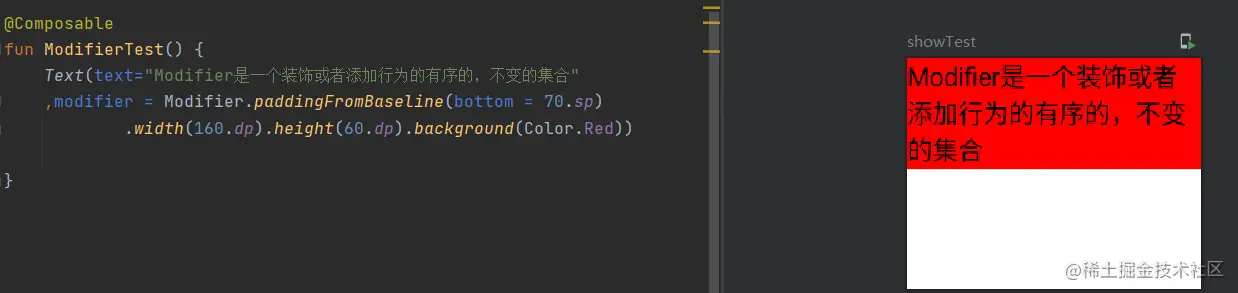 @Composable
fun ModifierTest() {
Text(text="Modifier是一个装饰或者添加行为的有序的，不变的集合"
,modifier = Modifier.paddingFromBaseline(bottom = 70.sp)
.width(160.dp).height(60.dp).background(Color.Red))
}
showTest
Modifier是一个装饰或者
添加行为的有序的，不变
的集合
@稀土掘金技术社区